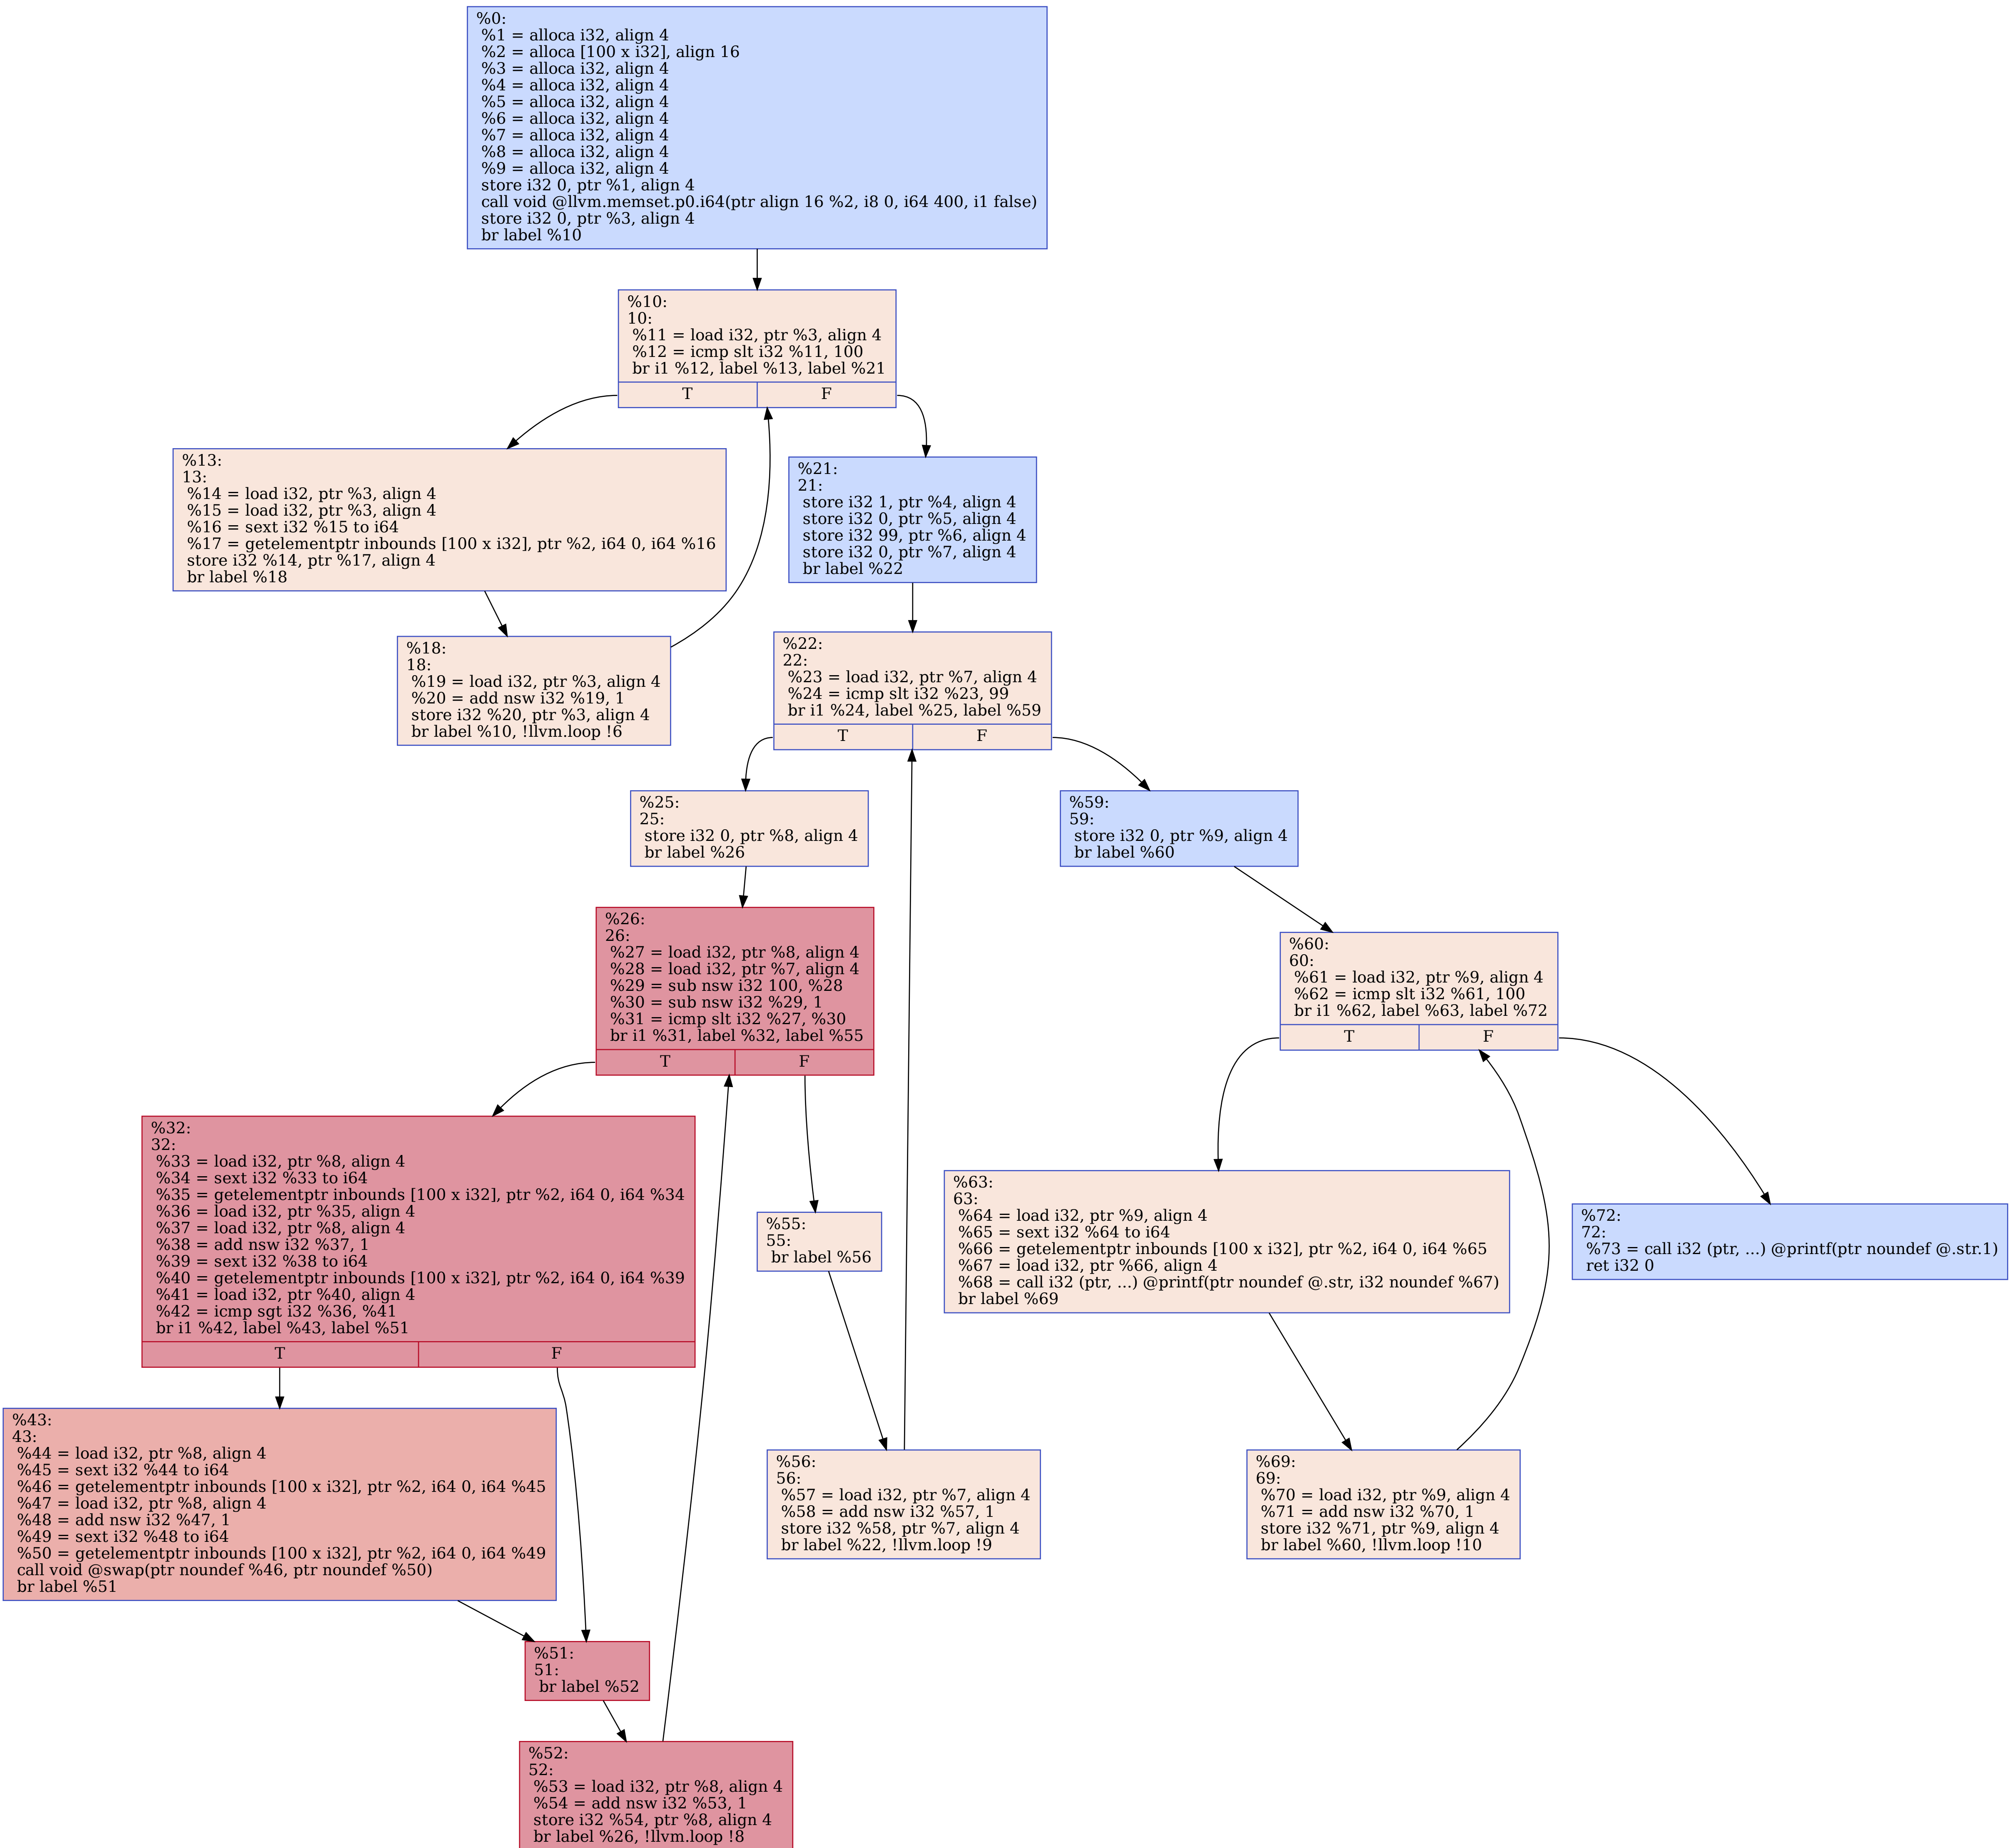 %0:
%1 = alloca i32, align 4
%2 = alloca [100 x i32], align 16
%3 = alloca i32, align 4
%4 = alloca i32, align 4
%5 = alloca i32, align 4
%6 = alloca i32, align 4
%7 = alloca i32, align 4
%8 = alloca i32, align 4
%9 = alloca i32, align 4
store i32 0, ptr %1, align 4
call void @llvm.memset.p0.i64(ptr align 16 %2, i8 0, i64 400, i1 false)
store i32 0, ptr %3, align 4
br label %10
%10:
10:
%11 = load i32, ptr %3, align 4
%12 = icmp slt i32 %11, 100
br i1 %12, label %13, label %21
T
F
%13:
13:
%14 = load i32, ptr %3, align 4
%15 = load i32, ptr %3, align 4
%16 = sext i32 %15 to i64
%17 = getelementptr inbounds [100 x i32], ptr %2, i64 0, i64 %16
store i32 %14, ptr %17, align 4
br label %18
%21:
21:
store i32 1, ptr %4, align 4
store i32 0, ptr %5, align 4
store i32 99, ptr %6, align 4
store i32 0, ptr %7, align 4
br label %22
%18:
18:
%19 = load i32, ptr %3, align 4
%20 = add nsw i32 %19, 1
store i32 %20, ptr %3, align 4
br label %10, !llvm.loop !6
%22:
22:
%23 = load i32, ptr %7, align 4
%24 = icmp slt i32 %23, 99
br i1 %24, label %25, label %59
T
F
%25:
25:
store i32 0, ptr %8, align 4
br label %26
%59:
59:
store i32 0, ptr %9, align 4
br label %60
%26:
26:
%27 = load i32, ptr %8, align 4
%28 = load i32, ptr %7, align 4
%29 = sub nsw i32 100, %28
%30 = sub nsw i32 %29, 1
%31 = icmp slt i32 %27, %30
br i1 %31, label %32, label %55
T
F
%60:
60:
%61 = load i32, ptr %9, align 4
%62 = icmp slt i32 %61, 100
br i1 %62, label %63, label %72
T
F
%32:
32:
%33 = load i32, ptr %8, align 4
%34 = sext i32 %33 to i64
%35 = getelementptr inbounds [100 x i32], ptr %2, i64 0, i64 %34
%36 = load i32, ptr %35, align 4
%37 = load i32, ptr %8, align 4
%38 = add nsw i32 %37, 1
%39 = sext i32 %38 to i64
%40 = getelementptr inbounds [100 x i32], ptr %2, i64 0, i64 %39
%41 = load i32, ptr %40, align 4
%42 = icmp sgt i32 %36, %41
br i1 %42, label %43, label %51
T
F
%55:
55:
br label %56
%63:
63:
%64 = load i32, ptr %9, align 4
%65 = sext i32 %64 to i64
%66 = getelementptr inbounds [100 x i32], ptr %2, i64 0, i64 %65
%67 = load i32, ptr %66, align 4
%68 = call i32 (ptr, ...) @printf(ptr noundef @.str, i32 noundef %67)
br label %69
%72:
72:
%73 = call i32 (ptr, ...) @printf(ptr noundef @.str.1)
ret i32 0
%43:
43:
%44 = load i32, ptr %8, align 4
%45 = sext i32 %44 to i64
%46 = getelementptr inbounds [100 x i32], ptr %2, i64 0, i64 %45
%47 = load i32, ptr %8, align 4
%48 = add nsw i32 %47, 1
%49 = sext i32 %48 to i64
%50 = getelementptr inbounds [100 x i32], ptr %2, i64 0, i64 %49
call void @swap(ptr noundef %46, ptr noundef %50)
br label %51
%56:
56:
%57 = load i32, ptr %7, align 4
%58 = add nsw i32 %57, 1
store i32 %58, ptr %7, align 4
br label %22, !llvm.loop !9
%69:
69:
%70 = load i32, ptr %9, align 4
%71 = add nsw i32 %70, 1
store i32 %71, ptr %9, align 4
br label %60, !llvm.loop !10
%51:
51:
br label %52
%52:
52:
%53 = load i32, ptr %8, align 4
%54 = add nsw i32 %53, 1
store i32 %54, ptr %8, align 4
br label %26, !llvm.loop !8